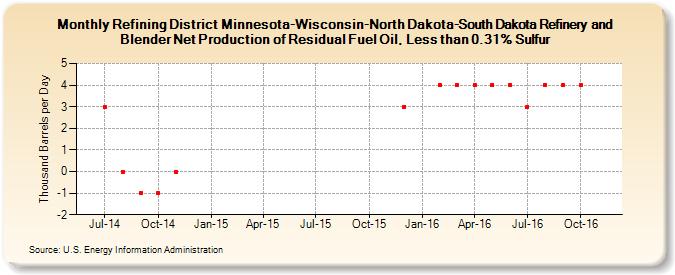 Monthly Refining District Minnesota-Wisconsin-North Dakota-South Dakota Refinery and
Blender Net Production of Residual Fuel Oil, Less than 0.31% Sulfur
Thousand Barrels per Day
5
4
3
2
1
0
-1
-2
Jul-14 Oct-14 Jan-15 Apr-15 Jul-15 Oct-15 Jan-16 Apr-16 Jul-16 Oct-16
Source: U.S. Energy Information Administration